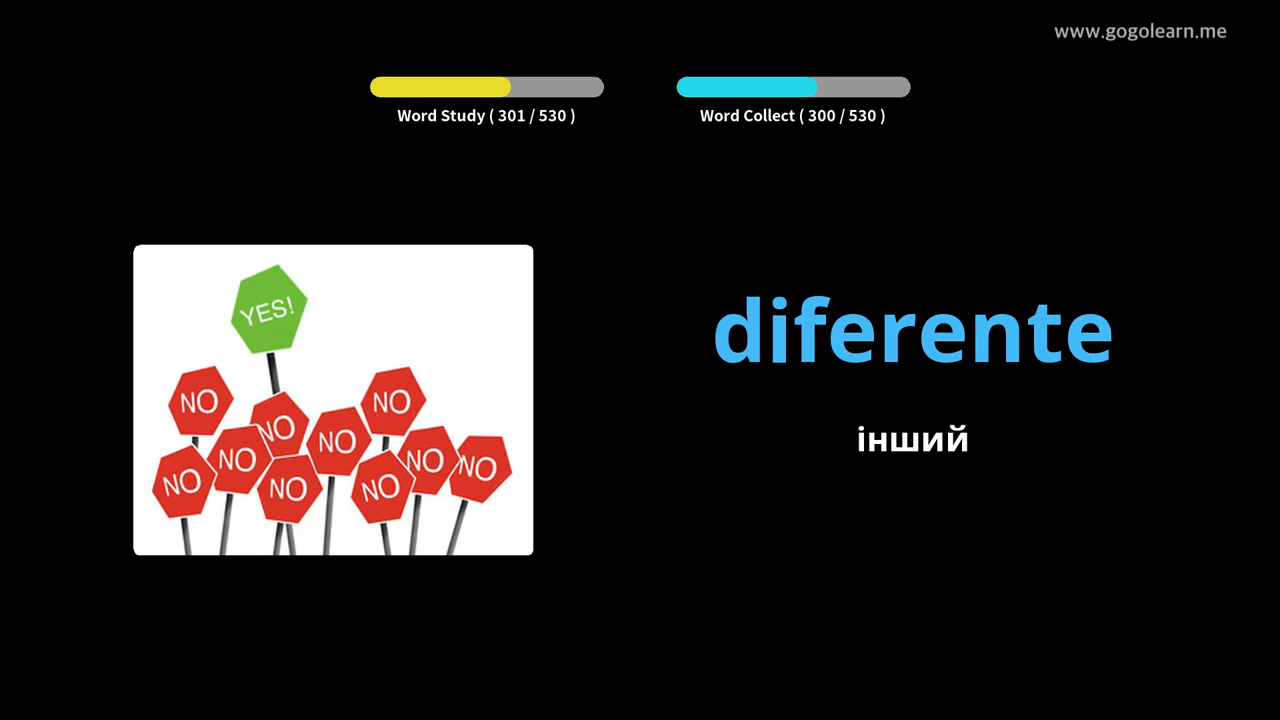 www.gogolearn.me
Word Study ( 301 / 530 )
Word Collect ( 300 / 530 )
YES!
NO
NO
NO
NO
NO
NO
NO
NO
NO
NO
diferente
інший